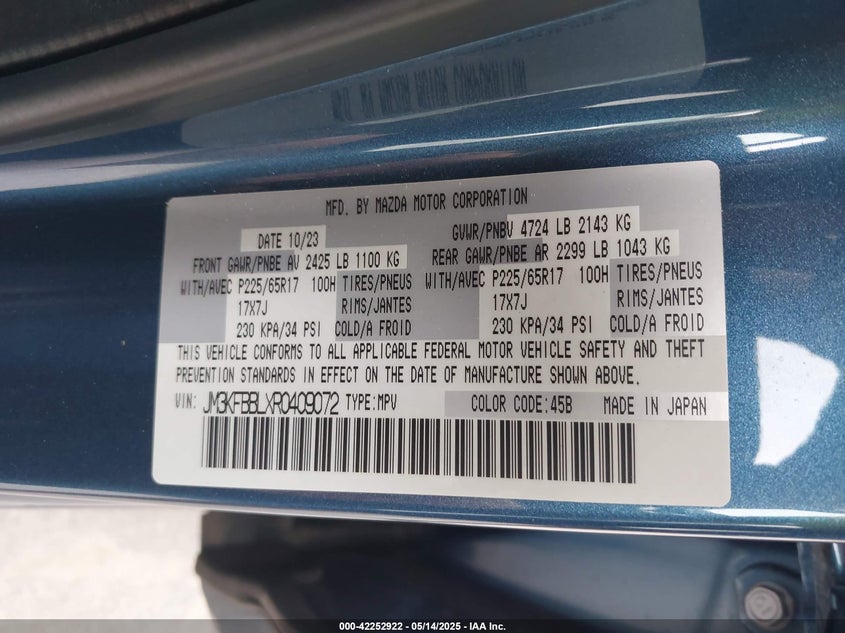 MFD. BY MAZDA MOTOR CORPORATION
DATE 10/23 GVWR/PNBV 4724 LB 2143 KG
FRONT GAWR/PNBE AV 2425 LB 1100 KG REAR GAWR/PNBE AR 2299 LB 1043 KG
WITH/AVEC P225/65R17 100H TIRES/PNEUS WITH/AVEC P225/65R17 100H TIRES/PNEUS
17X7J RIMS/JANTES 17X7J RIMS/JANTES
230 KPA/34 PSI COLD/A FROID 230 KPA/34 PSI COLD/A FROID
THIS VEHICLE CONFORMS TO ALL APPLICABLE FEDERAL MOTOR VEHICLE SAFETY AND THEFT
PREVENTION STANDARDS IN EFFECT ON THE DATE OF MANUFACTURE SHOWN ABOVE.
VIN: JM3KFBBLXR0409072 TYPE:MPV COLOR CODE:45B MADE IN JAPAN
000-42252922 - 05/14/2025 - IAA Inc.